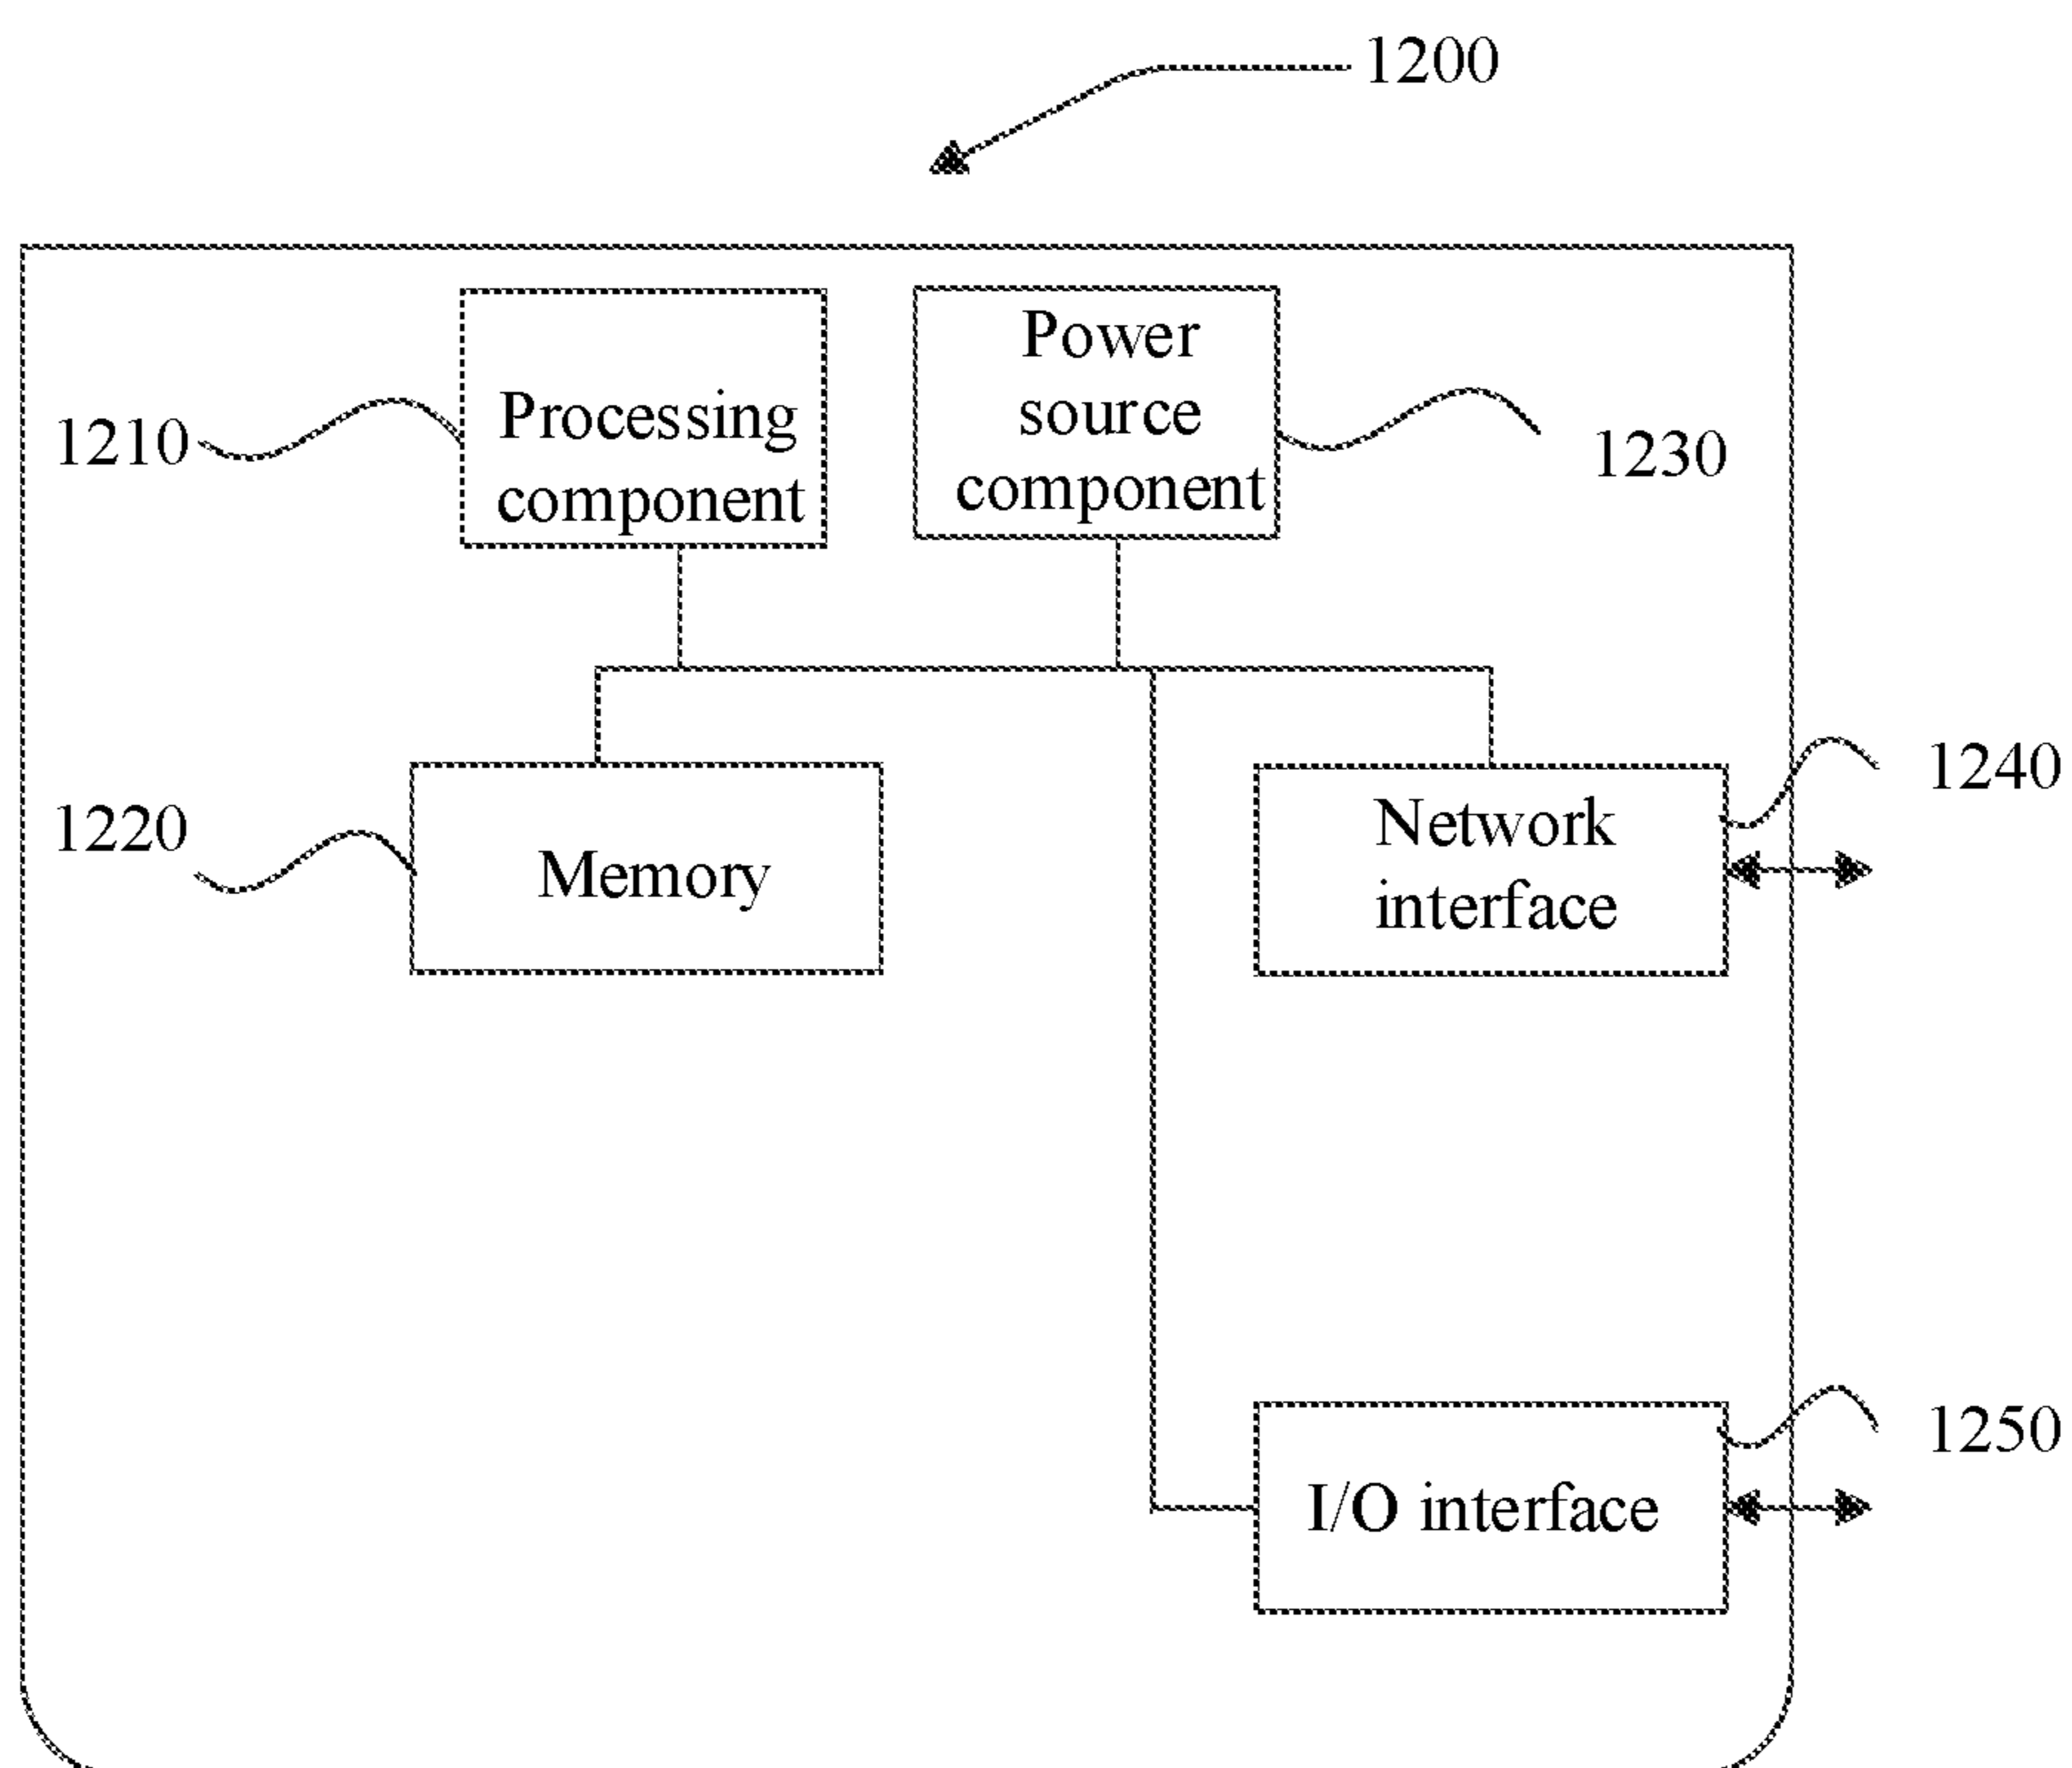 1200
Processing
component
Power
source
component
1210
1230
1220
Memory
Network
interface
1240
I/O interface
1250